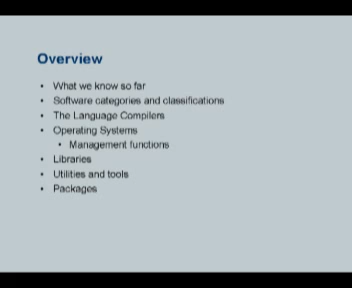 Overview
• What we know so far
• Software categories and classifications
• The Language Compilers
• Operating Systems
• Management functions
• Libraries
• Utilities and tools
• Packages